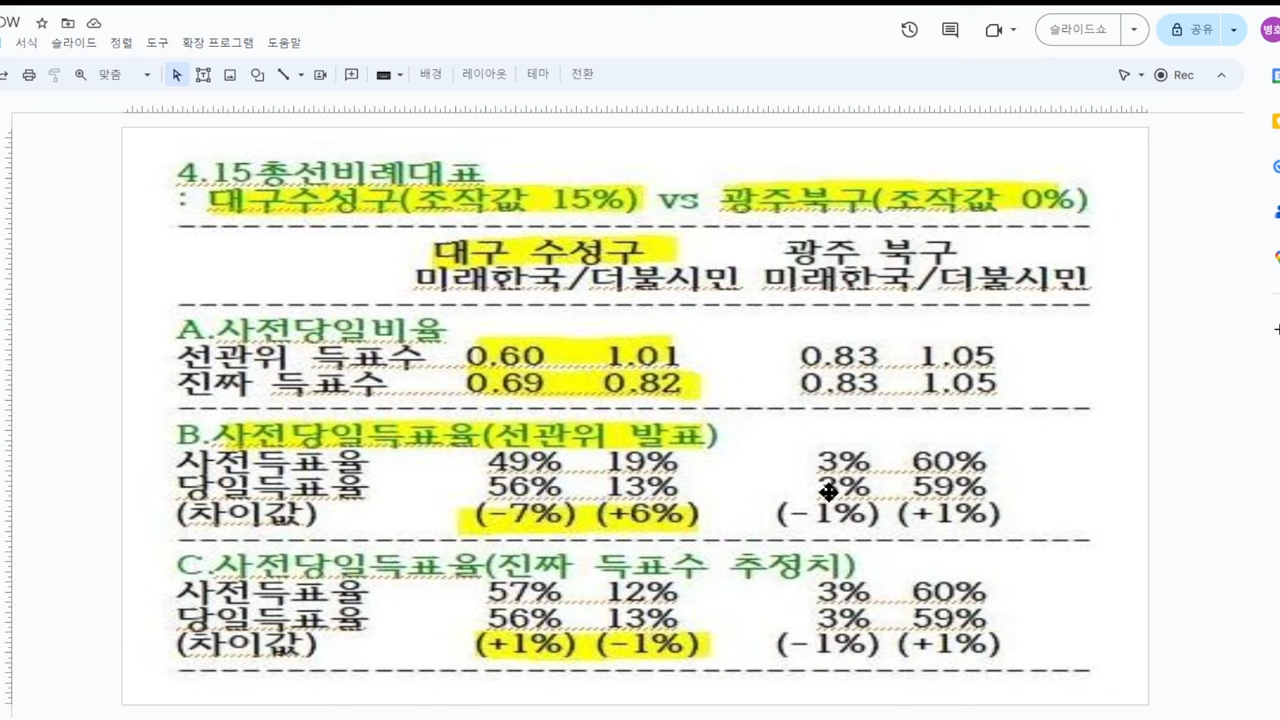 OW
서식 슬라이드 정렬 도구 확장 프로그램 도움말
슬라이드쇼
공유
병호
맞춤
배경 레이아웃 테마 전환
Rec
4.15총선비례대표
: 대구수성구(조작값 15%) vs 광주북구(조작값 0%)
대구 수성구 광주 북구
미래한국/더불시민 미래한국/더불시민
A.사전당일비율
선관위 득표수 0.60 1.01 0.83 1.05
진짜 득표수 0.69 0.82 0.83 1.05
B.사전당일득표율(선관위 발표)
사전득표율 49% 19% 3% 60%
당일득표율 56% 13% 3% 59%
(차이값) (-7%) (+6%) (-1%) (+1%)
C.사전당일득표율(진짜 득표수 추정치)
사전득표율 57% 12% 3% 60%
당일득표율 56% 13% 3% 59%
(차이값) (+1%) (-1%) (-1%) (+1%)